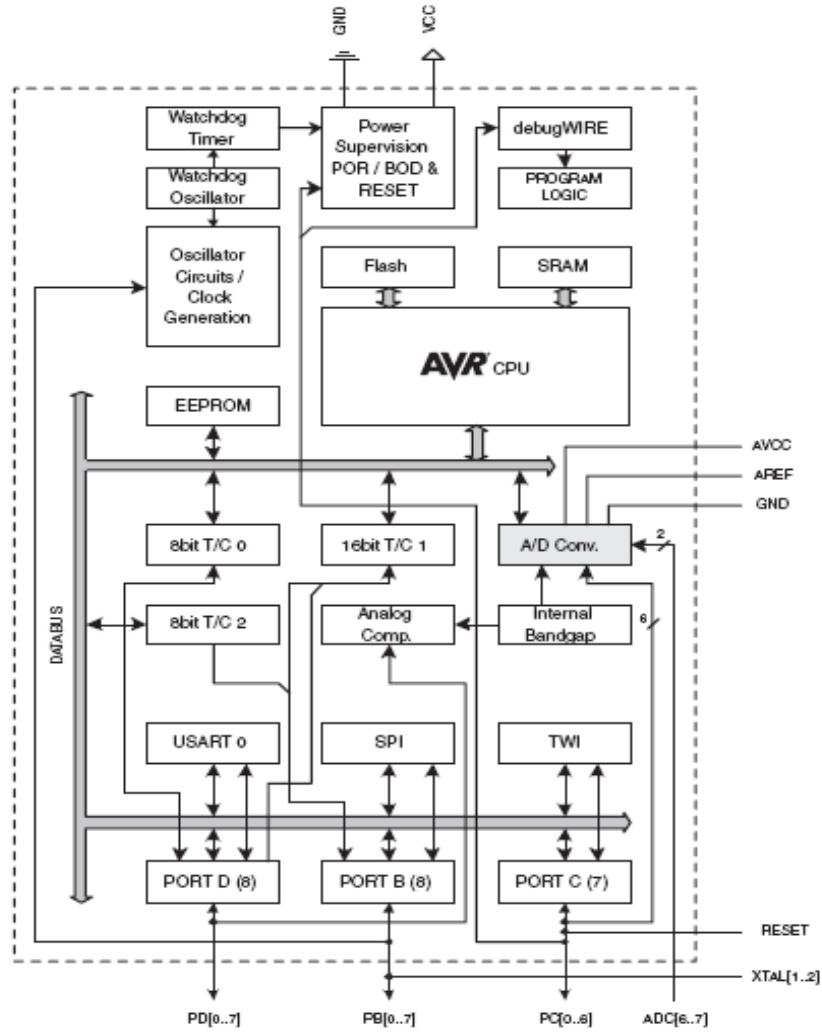 GND
VCC
Watchdog
Timer
Power
Supervision
POR / BOD &
RESET
debugWIRE
Watchdog
Oscillator
PROGRAM
LOGIC
Oscillator
Circuits /
Clock
Generation
Flash
SRAM
AVR CPU
EEPROM
AVCC
AREF
GND
8bit T/C 0
16bit T/C 1
A/D Conv.
2
DATABUS
8bit T/C 2
Analog
Comp.
Internal
Bandgap
6
USART 0
SPI
TWI
PORT D (8)
PORT B (8)
PORT C (7)
RESET
XTAL[1..2]
PD[0..7]
PB[0..7]
PC[0..6]
ADC[6..7]